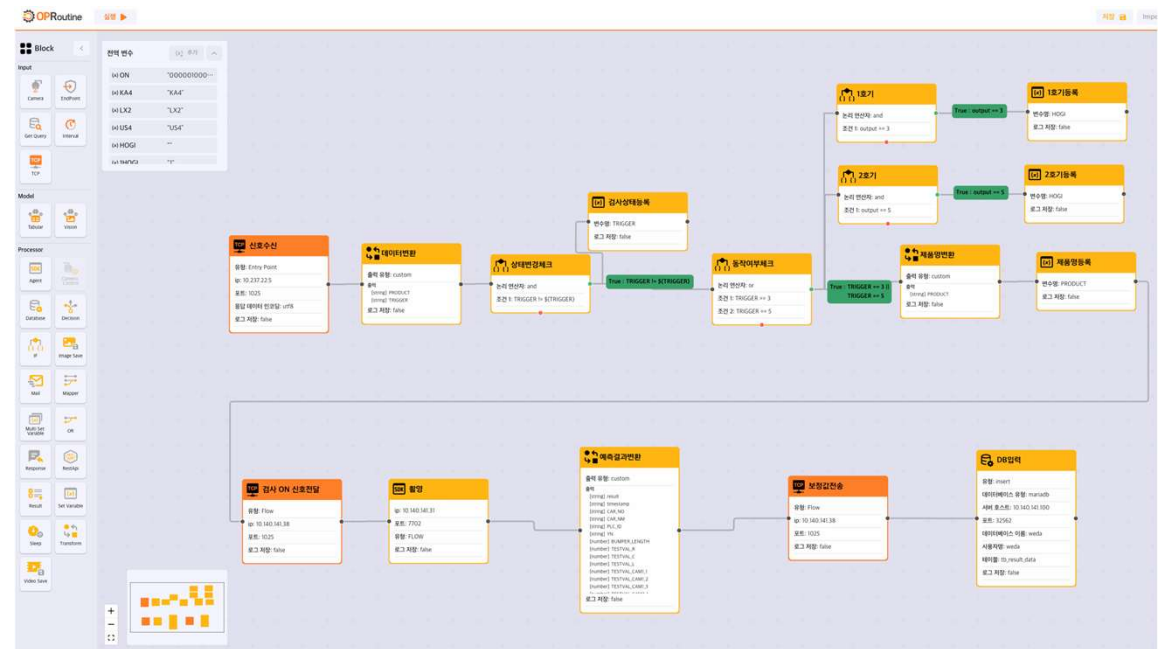 OPRoutine
실행
저장
Block
Input
Camera
EndPoint
Get Query
Interval
TCP
TCP
Model
Tabular
Vision
Processor
Agent
Camera Control
Database
Decision
IF
Image Save
Mail
Mapper
Multi Set Variable
OR
Response
RestApi
Result
Set Variable
Sleep
Transform
Video Save
전역 변수
추가
ON
"000001000…
KA4
"KA4"
LX2
"LX2"
US4
"US4"
HOGI
""
TCP 신호수신
유형: Entry Point
ip: 10.237.22.5
포트: 1025
응답 데이터 인코딩: utf8
로그 저장: false
데이터변환
출력 유형: custom
출력
[string] PRODUCT
[string] TRIGGER
로그 저장: false
상태변경체크
논리 연산자: and
조건 1: TRIGGER != ${TRIGGER}
검사상태등록
변수명: TRIGGER
로그 저장: false
True : TRIGGER != ${TRIGGER}
동작여부체크
논리 연산자: or
조건 1: TRIGGER == 3
조건 2: TRIGGER == 5
1호기
논리 연산자: and
조건 1: output == 3
True : output == 3
1호기등록
변수명: HOGI
로그 저장: false
2호기
논리 연산자: and
조건 1: output == 5
True : output == 5
2호기등록
변수명: HOGI
로그 저장: false
True : TRIGGER == 3 ||
TRIGGER == 5
제품명변환
출력 유형: custom
출력
[string] PRODUCT
로그 저장: false
제품명등록
변수명: PRODUCT
로그 저장: false
TCP 검사 ON 신호전달
유형: Flow
ip: 10.140.141.38
포트: 1025
로그 저장: false
SDK 촬영
ip: 10.140.141.31
포트: 7702
유형: FLOW
로그 저장: false
예측결과변환
출력 유형: custom
출력
[string] result
[string] timestamp
[string] CAR_NO
[string] CAR_NM
[string] PLC_ID
[string] YN
[number] BUMPER_LENGTH
[number] TESTVAL_R
[number] TESTVAL_C
[number] TESTVAL_L
[number] TESTVAL_CAM1_1
[number] TESTVAL_CAM1_2
[number] TESTVAL_CAM1_3
로그 저장: false
TCP 보정값전송
유형: Flow
ip: 10.140.141.38
포트: 1025
로그 저장: false
DB입력
유형: insert
데이터베이스 유형: mariadb
서버 호스트: 10.140.141.100
포트: 32562
데이터베이스 이름: weda
사용자명: weda
테이블: tb_result_data
로그 저장: false